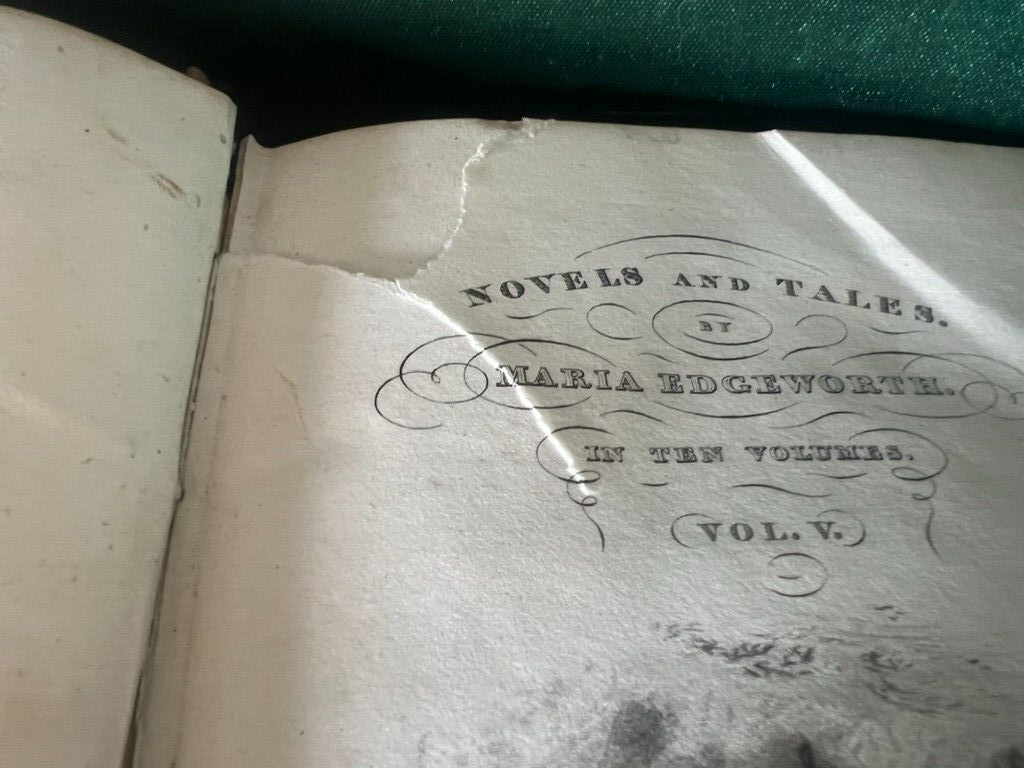 NOVELS AND TALES.
BY
MARIA EDGEWORTH.
IN TEN VOLUMES.
VOL. V.